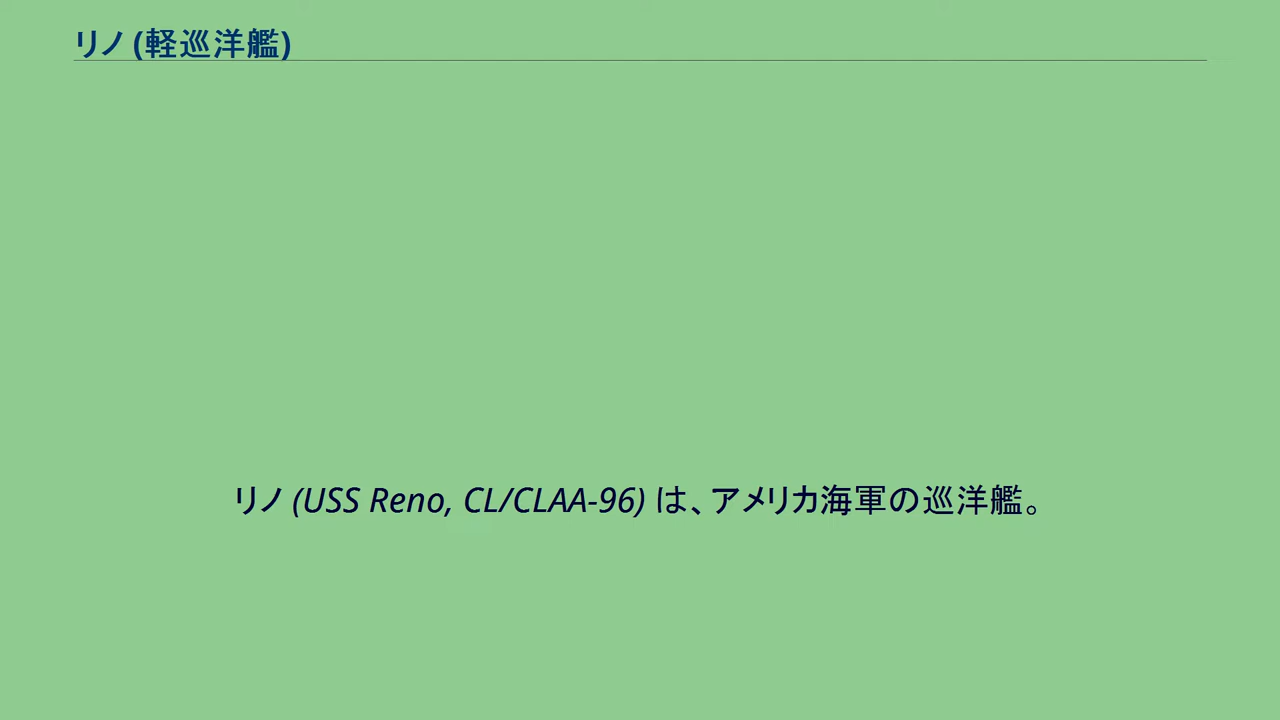 リノ (軽巡洋艦)
リノ (USS Reno, CL/CLAA-96) は、アメリカ海軍の巡洋艦。